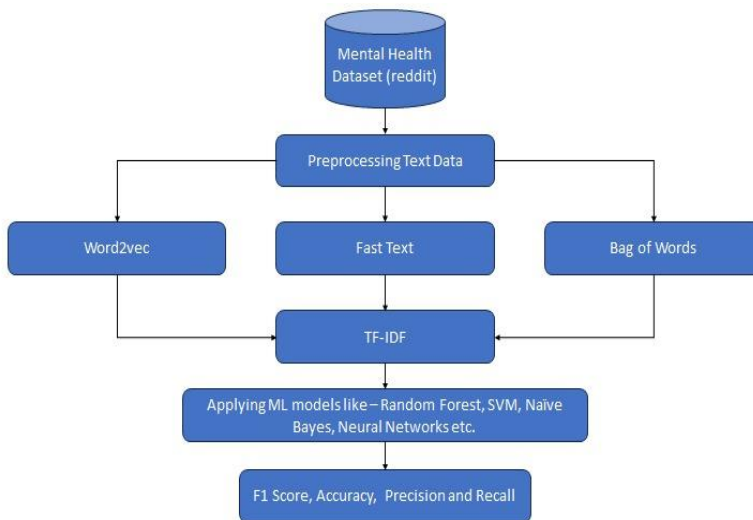 Mental Health
Dataset (reddit)
Preprocessing Text Data
Word2vec
Fast Text
Bag of Words
TF-IDF
Applying ML models like – Random Forest, SVM, Naïve
Bayes, Neural Networks etc.
F1 Score, Accuracy, Precision and Recall